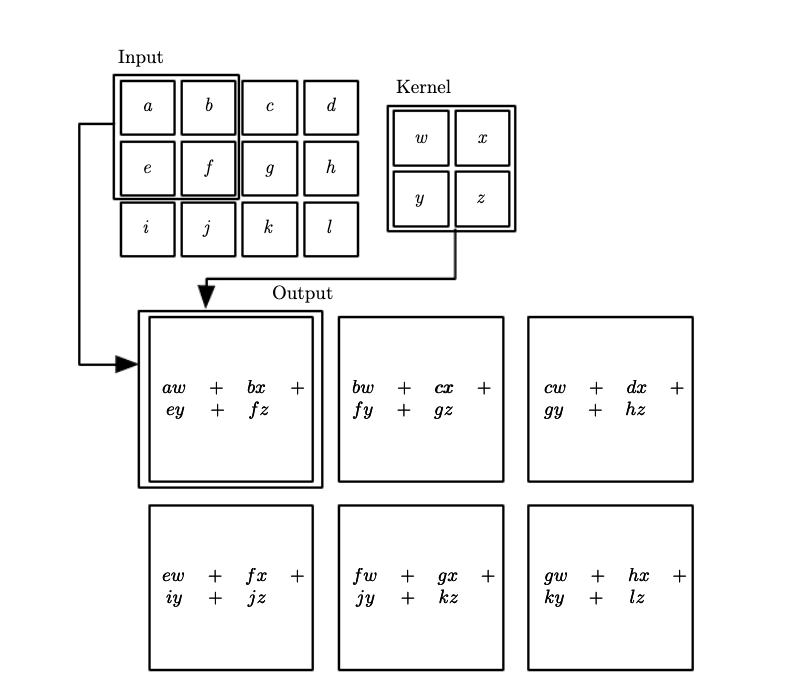 Input
Kernel
a b c d
w x
e f g h
y z
i j k l
Output
aw + bx +
ey + fz
bw + cx +
fy + gz
cw + dx +
gy + hz
ew + fx +
iy + jz
fw + gx +
jy + kz
gw + hx +
ky + lz